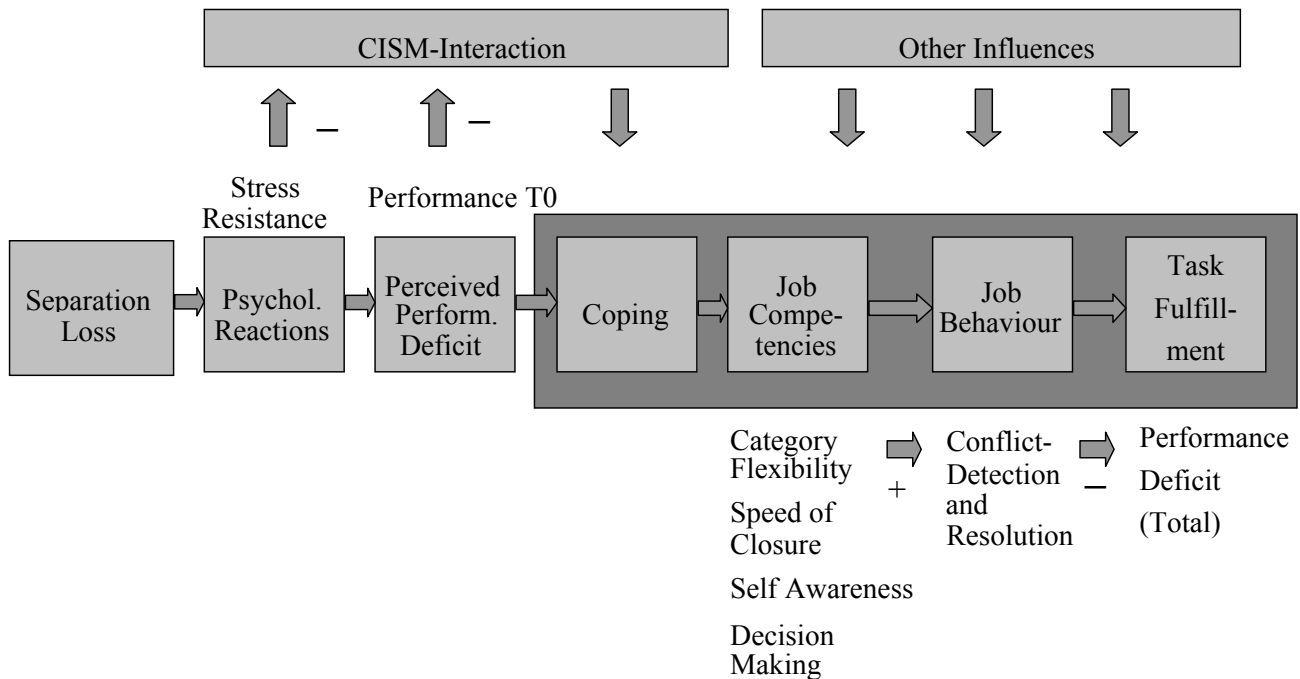 CISM-Interaction
Other Influences
–
–
Stress
Resistance
Performance T0
Separation
Loss
Psychol.
Reactions
Perceived
Perform.
Deficit
Coping
Job
Compe-
tencies
Job
Behaviour
Task
Fulfill-
ment
Category
Flexibility
Speed of
Closure
Self Awareness
Decision
Making
+
Conflict-
Detection
and
Resolution
–
Performance
Deficit
(Total)